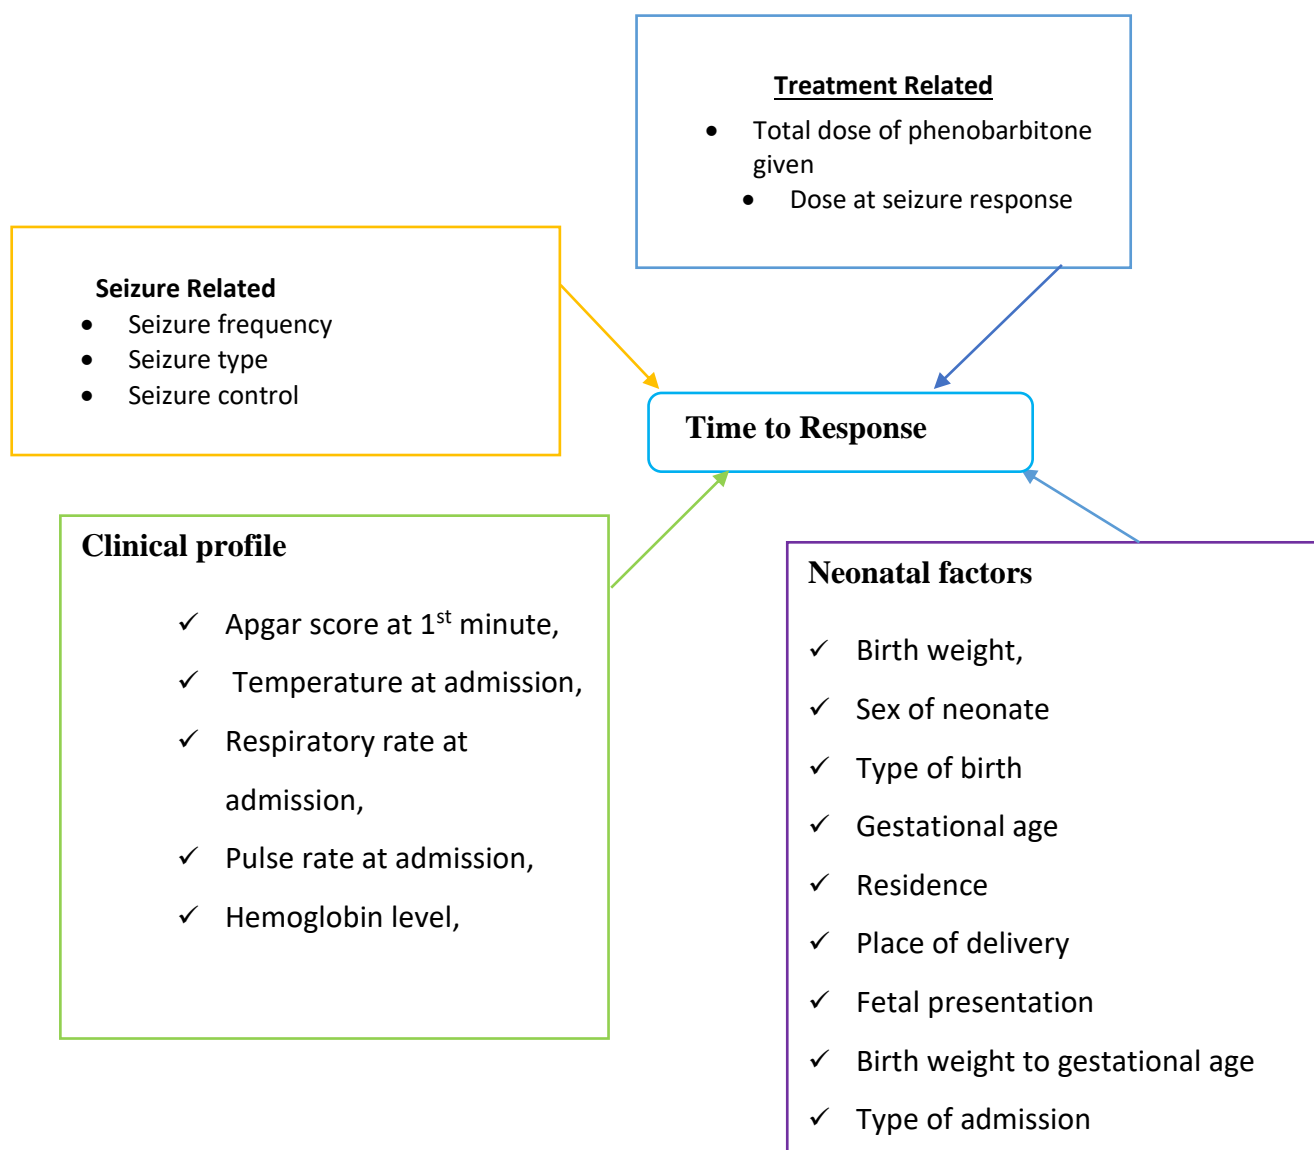 Treatment Related
• Total dose of phenobarbitone
given
• Dose at seizure response
Seizure Related
• Seizure frequency
• Seizure type
• Seizure control
Time to Response
Clinical profile
✓ Apgar score at 1st minute,
✓ Temperature at admission,
✓ Respiratory rate at
admission,
✓ Pulse rate at admission,
✓ Hemoglobin level,
Neonatal factors
✓ Birth weight,
✓ Sex of neonate
✓ Type of birth
✓ Gestational age
✓ Residence
✓ Place of delivery
✓ Fetal presentation
✓ Birth weight to gestational age
✓ Type of admission